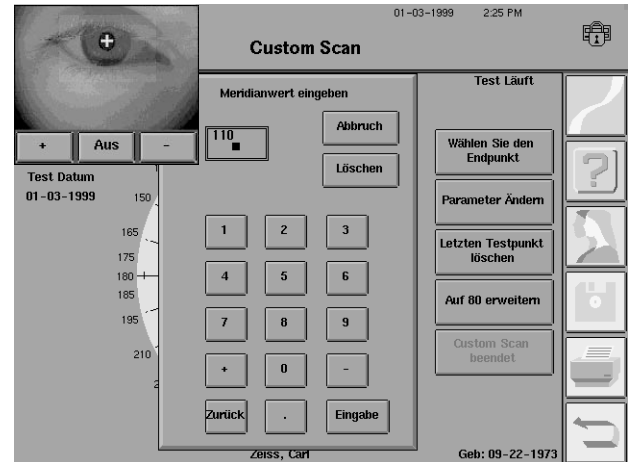 01-03-1999 2:25 PM
Custom Scan
+ Aus -
Test Datum
01-03-1999
150
165
175
180
185
195
210
2
Meridianwert eingeben
110
Abbruch
Löschen
1 2 3
4 5 6
7 8 9
+ 0 -
Zurück . Eingabe
Test Läuft
Wählen Sie den
Endpunkt
Parameter Ändern
Letzten Testpunkt
löschen
Auf 80 erweitern
Custom Scan
beendet
Zeiss, Carl
Geb: 09-22-1973